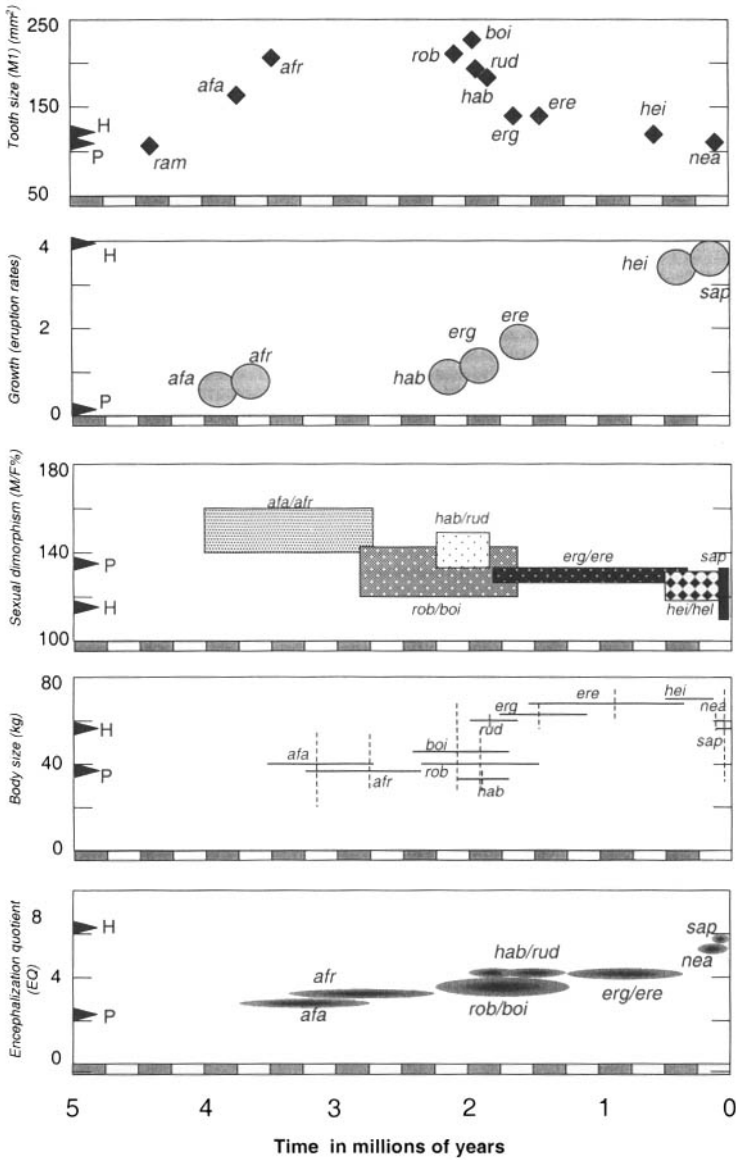 Tooth size (M1) (mm²)
250
150
50
H
P
ram
afa
afr
rob
boi
rud
hab
erg
ere
hei
nea
Growth (eruption rates)
4
2
0
H
P
afa
afr
hab
erg
ere
hei
sap
Sexual dimorphism (M/F%)
180
140
100
P
H
afa/afr
hab/rud
rob/boi
erg/ere
sap
hei/hel
Body size (kg)
80
40
0
H
P
afa
afr
boi
rob
hab
erg
rud
ere
hei
nea
sap
Encephalization quotient
(EQ)
8
4
0
H
P
afr
afa
hab/rud
rob/boi
erg/ere
sap
nea
5 4 3 2 1 0
Time in millions of years